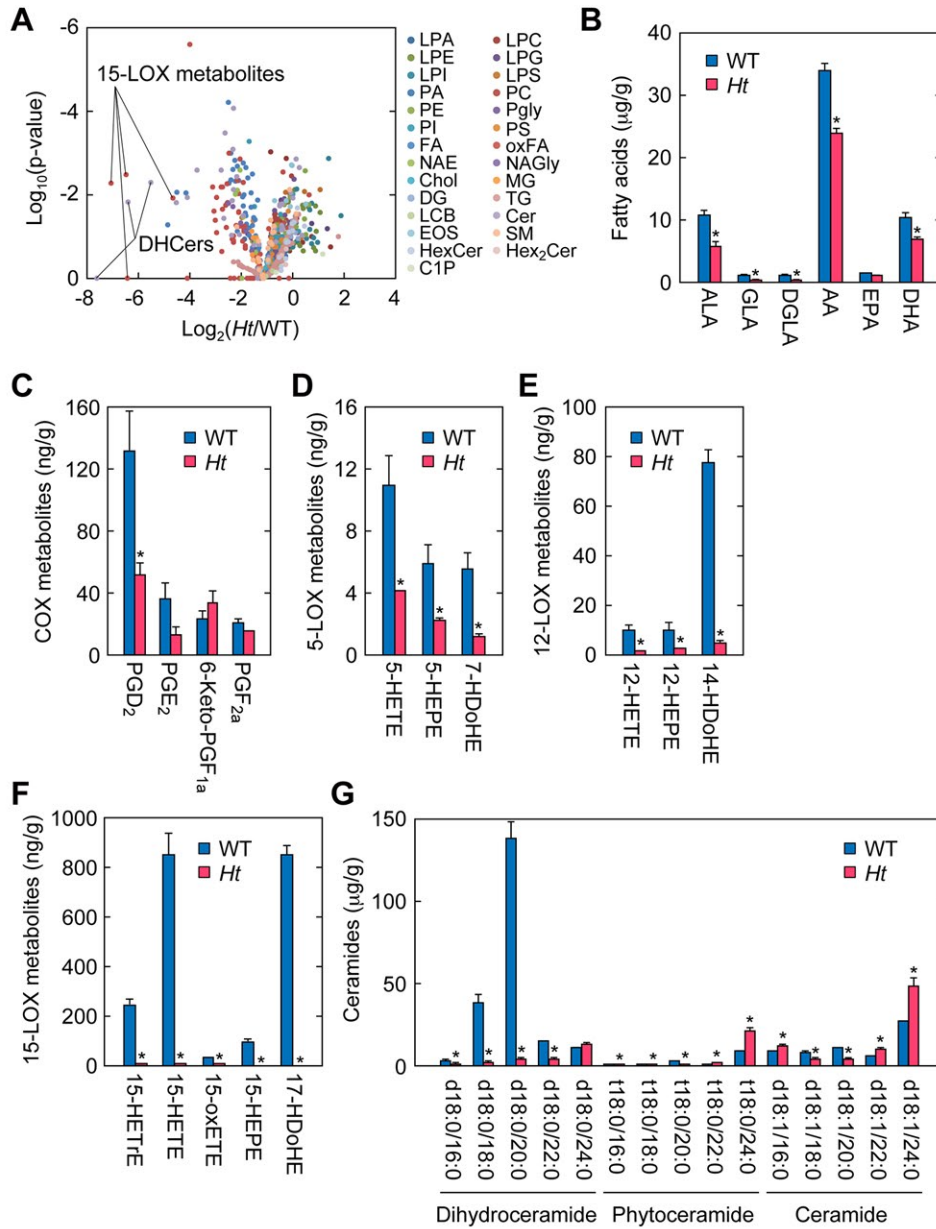 A
Log10(p-value)
-6
-4
-2
0
15-LOX metabolites
DHCers
-8 -6 -4 -2 0 2 4
Log2(Ht/WT)
LPA LPC
LPE LPG
LPI LPS
PA PC
PE Pgly
PI PS
FA oxFA
NAE NAGly
Chol MG
DG TG
LCB Cer
EOS SM
HexCer Hex2Cer
C1P
B
Fatty acids (μg/g)
40
30
20
10
0
WT
Ht
* * * * *
ALA GLA DGLA AA EPA DHA
C
COX metabolites (ng/g)
200
160
120
80
40
0
WT
Ht
*
PGD2 PGE2 6-Keto-PGF1a PGF2a
D
5-LOX metabolites (ng/g)
16
12
8
4
0
WT
Ht
* * *
5-HETE 5-HEPE 7-HDoHE
E
12-LOX metabolites (ng/g)
100
80
60
40
20
0
WT
Ht
* * *
12-HETE 12-HEPE 14-HDoHE
F
15-LOX metabolites (ng/g)
1000
800
600
400
200
0
WT
Ht
* * * * *
15-HETrE 15-HETE 15-oxETE 15-HEPE 17-HDoHE
G
Ceramides (μg/g)
150
100
50
0
WT
Ht
* * * * * * * * * * * * * *
d18:0/16:0 d18:0/18:0 d18:0/20:0 d18:0/22:0 d18:0/24:0 t18:0/16:0 t18:0/18:0 t18:0/20:0 t18:0/22:0 t18:0/24:0 d18:1/16:0 d18:1/18:0 d18:1/20:0 d18:1/22:0 d18:1/24:0
Dihydroceramide Phytoceramide Ceramide